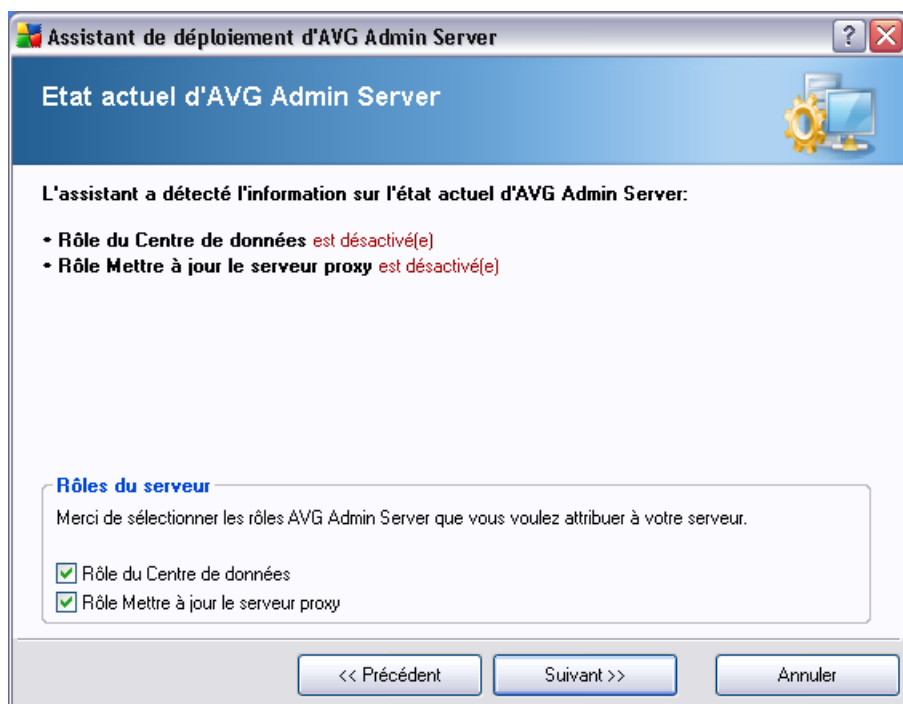 Assistant de déploiement d'AVG Admin Server
?
Etat actuel d'AVG Admin Server
L'assistant a détecté l'information sur l'état actuel d'AVG Admin Server:
• Rôle du Centre de données est désactivé(e)
• Rôle Mettre à jour le serveur proxy est désactivé(e)
Rôles du serveur
Merci de sélectionner les rôles AVG Admin Server que vous voulez attribuer à votre serveur.
Rôle du Centre de données
Rôle Mettre à jour le serveur proxy
<< Précédent
Suivant >>
Annuler